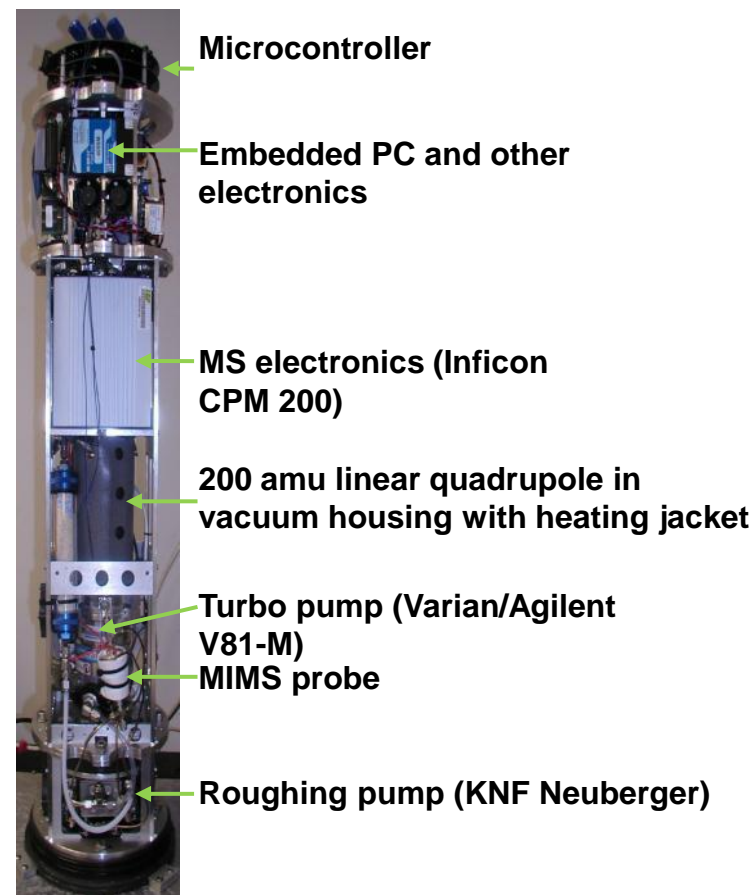 Microcontroller
Embedded PC and other
electronics
MS electronics (Inficon
CPM 200)
200 amu linear quadrupole in
vacuum housing with heating jacket
Turbo pump (Varian/Agilent
V81-M)
MIMS probe
Roughing pump (KNF Neuberger)